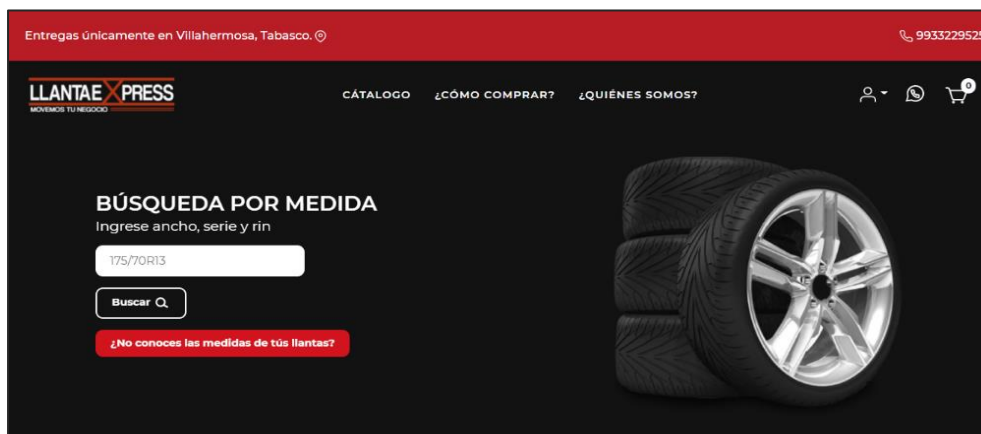 Entregas únicamente en Villahermosa, Tabasco.
9933229525
LLANTAEXPRESS
MOVEMOS TU NEGOCIO
CÁTALOGO
¿CÓMO COMPRAR?
¿QUIÉNES SOMOS?
0
BÚSQUEDA POR MEDIDA
Ingrese ancho, serie y rin
175/70R13
Buscar
¿No conoces las medidas de tús llantas?